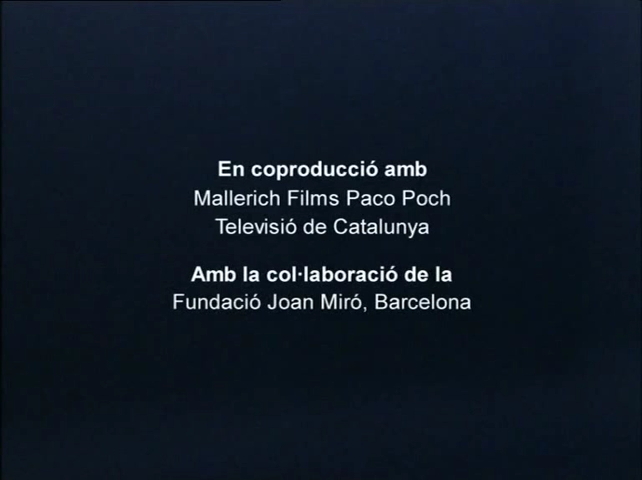 En coproducció amb
Mallerich Films Paco Poch
Televisió de Catalunya
Amb la col·laboració de la
Fundació Joan Miró, Barcelona